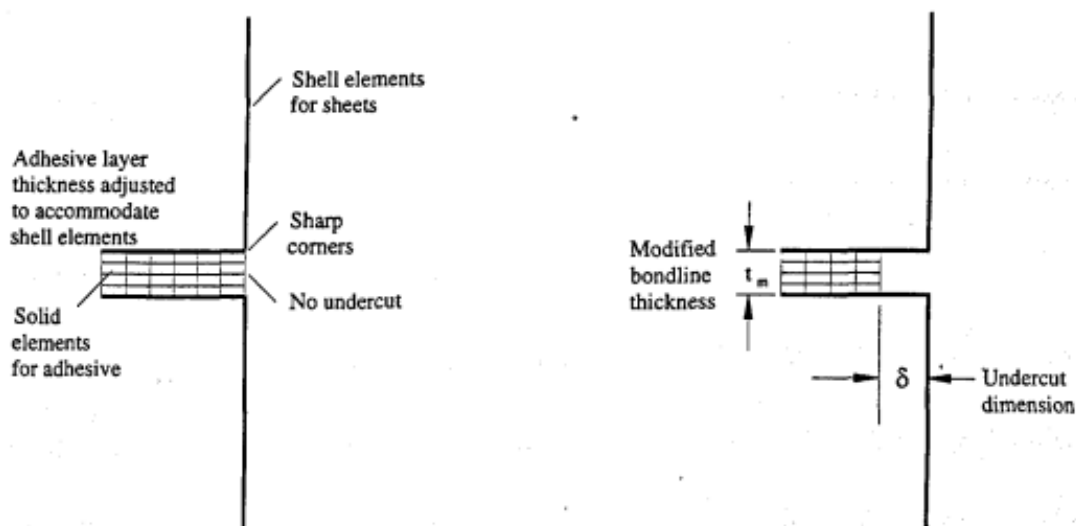 Shell elements
for sheets
Adhesive layer
thickness adjusted
to accommodate
shell elements
Sharp
corners
No undercut
Solid
elements
for adhesive
Modified
bondline
thickness
t m
δ
Undercut
dimension